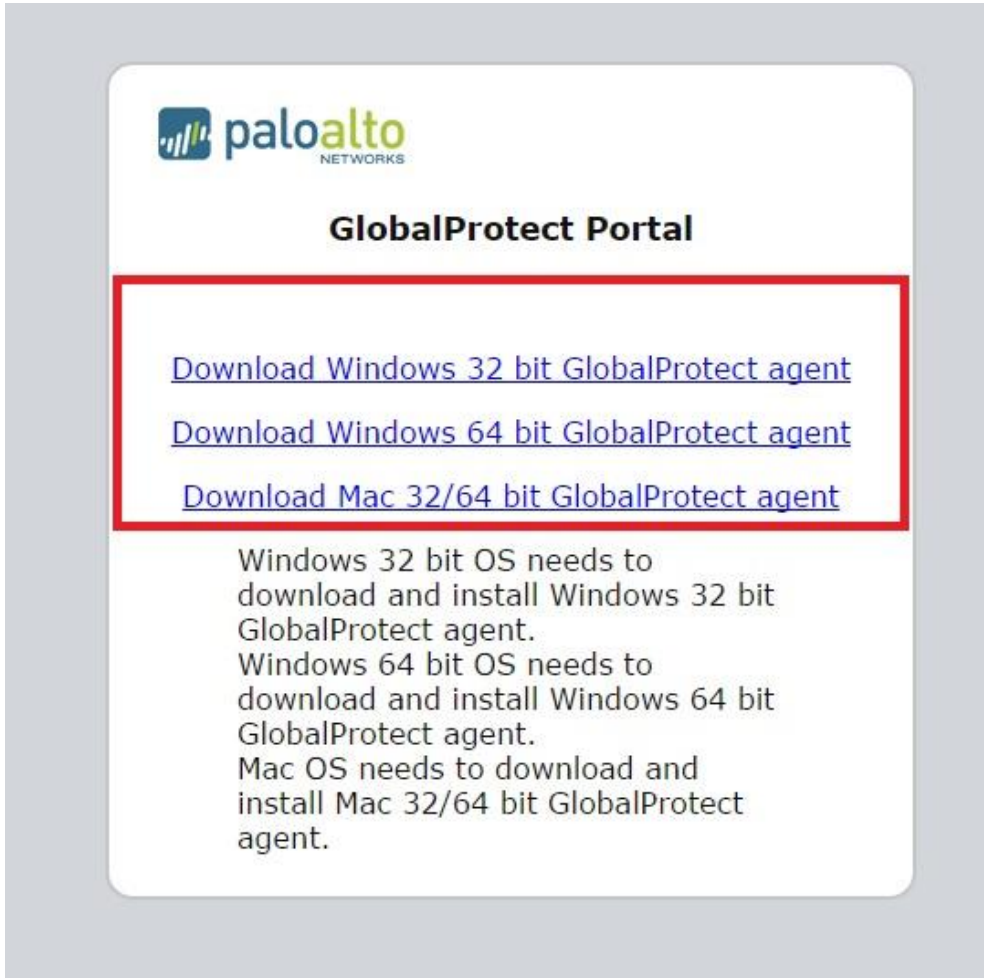 paloalto
NETWORKS
GlobalProtect Portal
Download Windows 32 bit GlobalProtect agent
Download Windows 64 bit GlobalProtect agent
Download Mac 32/64 bit GlobalProtect agent
Windows 32 bit OS needs to
download and install Windows 32 bit
GlobalProtect agent.
Windows 64 bit OS needs to
download and install Windows 64 bit
GlobalProtect agent.
Mac OS needs to download and
install Mac 32/64 bit GlobalProtect
agent.